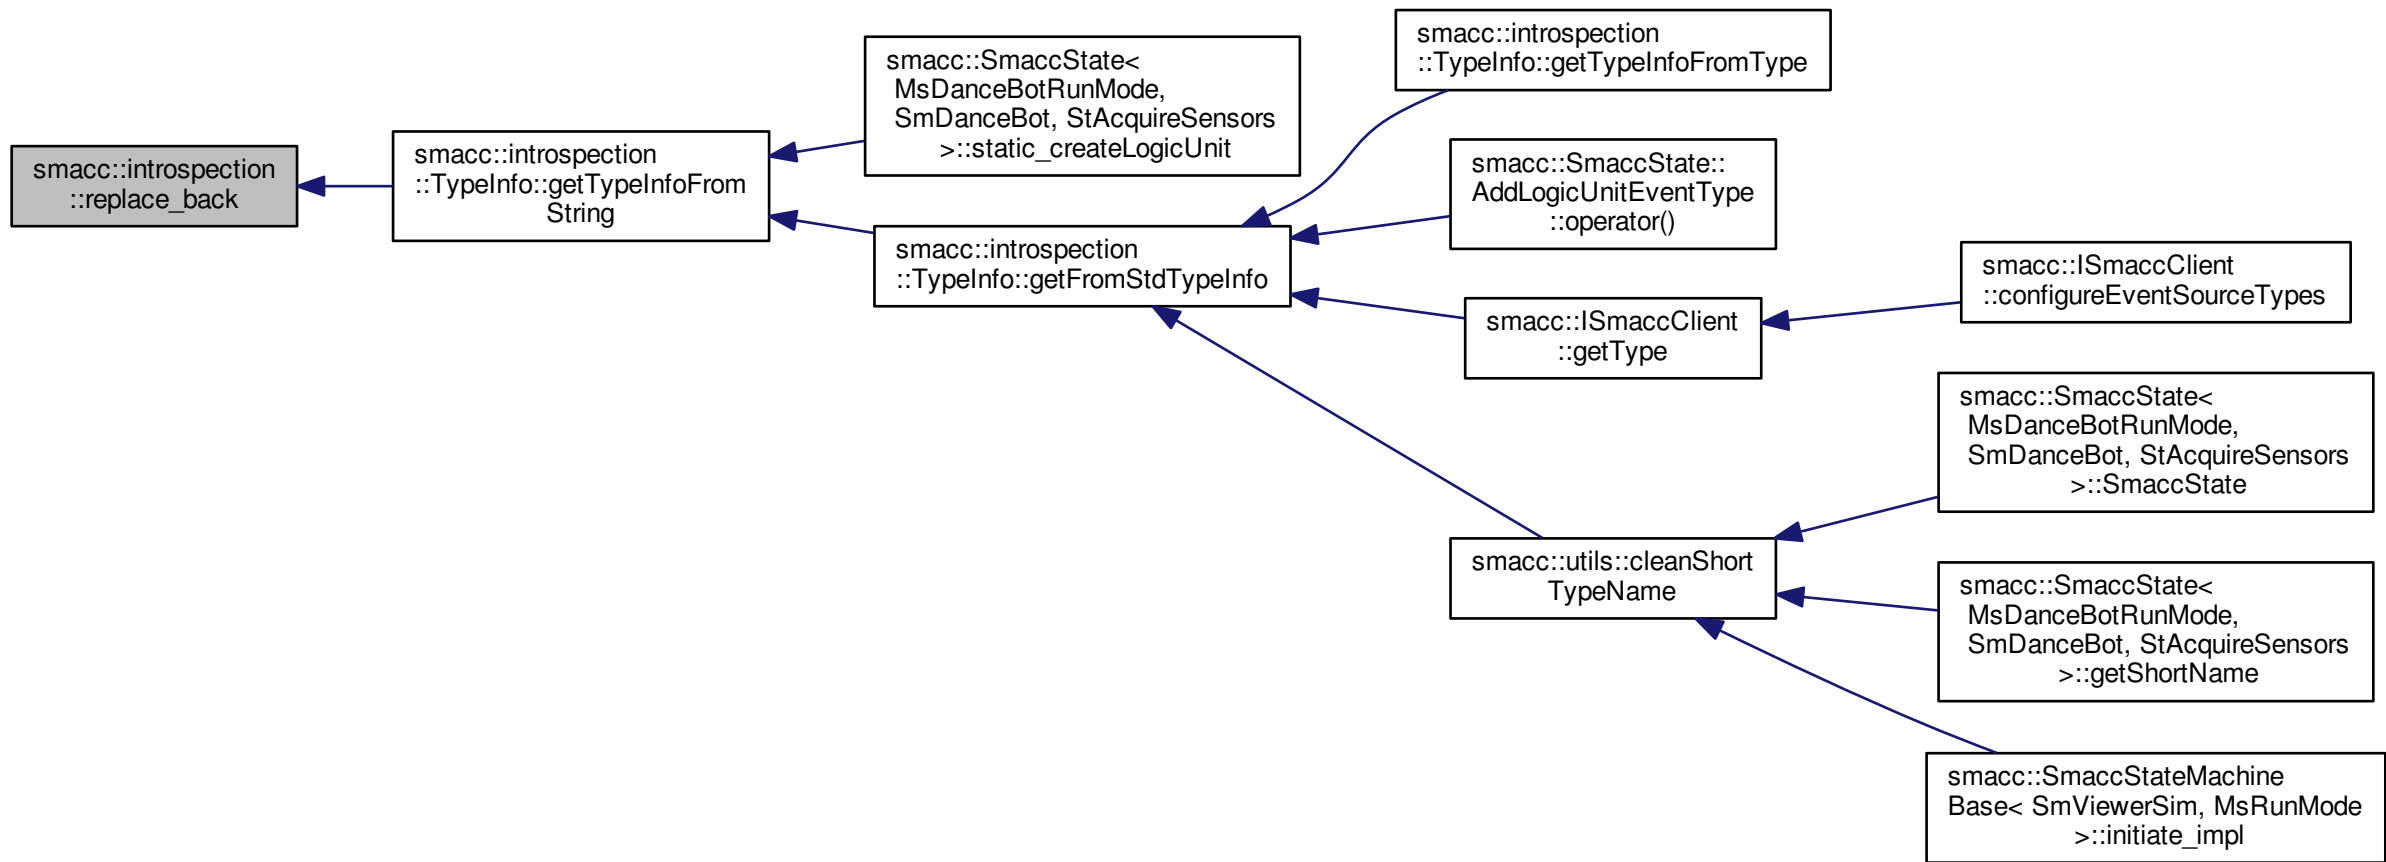 smacc::introspection
::replace_back
smacc::introspection
::TypeInfo::getTypeInfoFrom
String
smacc::SmaccState<
MsDanceBotRunMode,
SmDanceBot, StAcquireSensors
>::static_createLogicUnit
smacc::introspection
::TypeInfo::getFromStdTypeInfo
smacc::introspection
::TypeInfo::getTypeInfoFromType
smacc::SmaccState::
AddLogicUnitEventType
::operator()
smacc::ISmaccClient
::getType
smacc::ISmaccClient
::configureEventSourceTypes
smacc::utils::cleanShort
TypeName
smacc::SmaccState<
MsDanceBotRunMode,
SmDanceBot, StAcquireSensors
>::SmaccState
smacc::SmaccState<
MsDanceBotRunMode,
SmDanceBot, StAcquireSensors
>::getShortName
smacc::SmaccStateMachine
Base< SmViewerSim, MsRunMode
>::initiate_impl